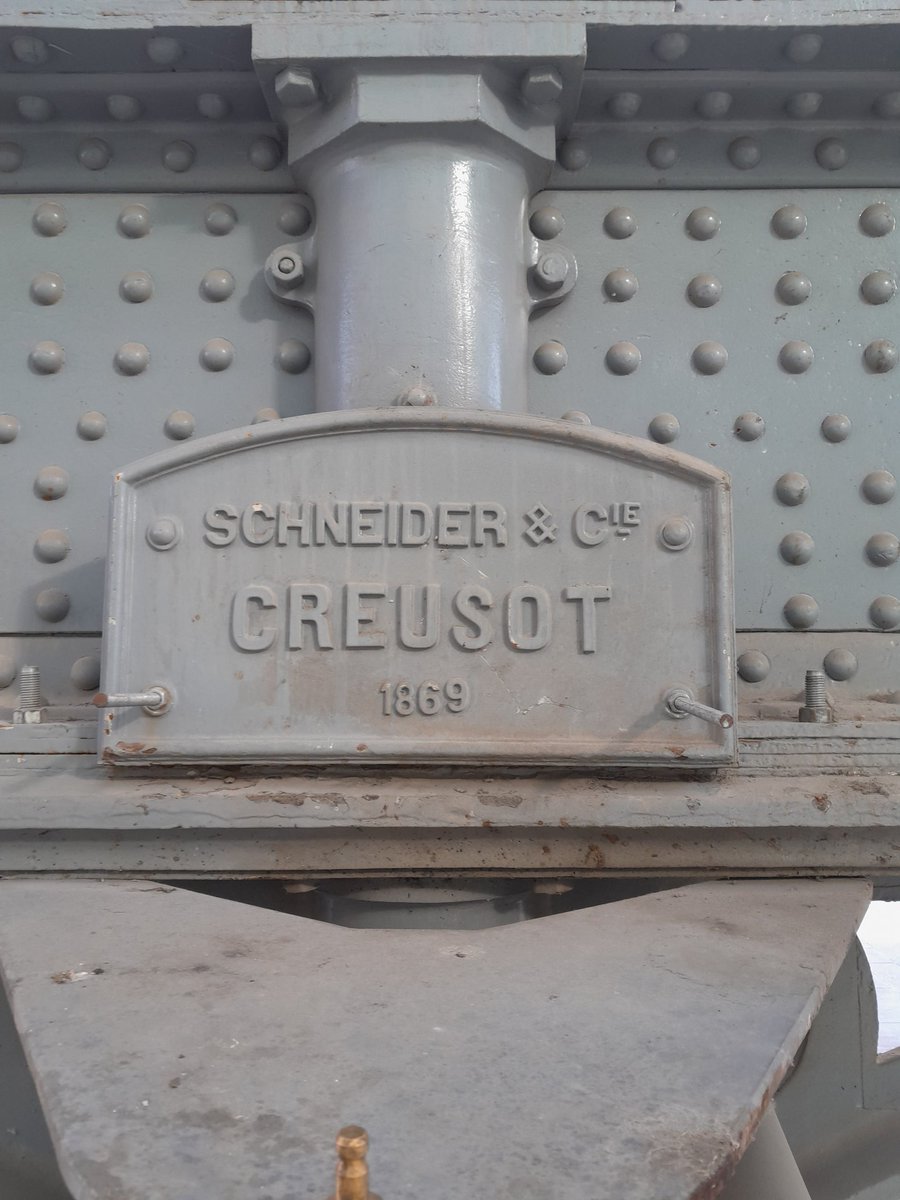 SCHNEIDER & CIE
CREUSOT
1869